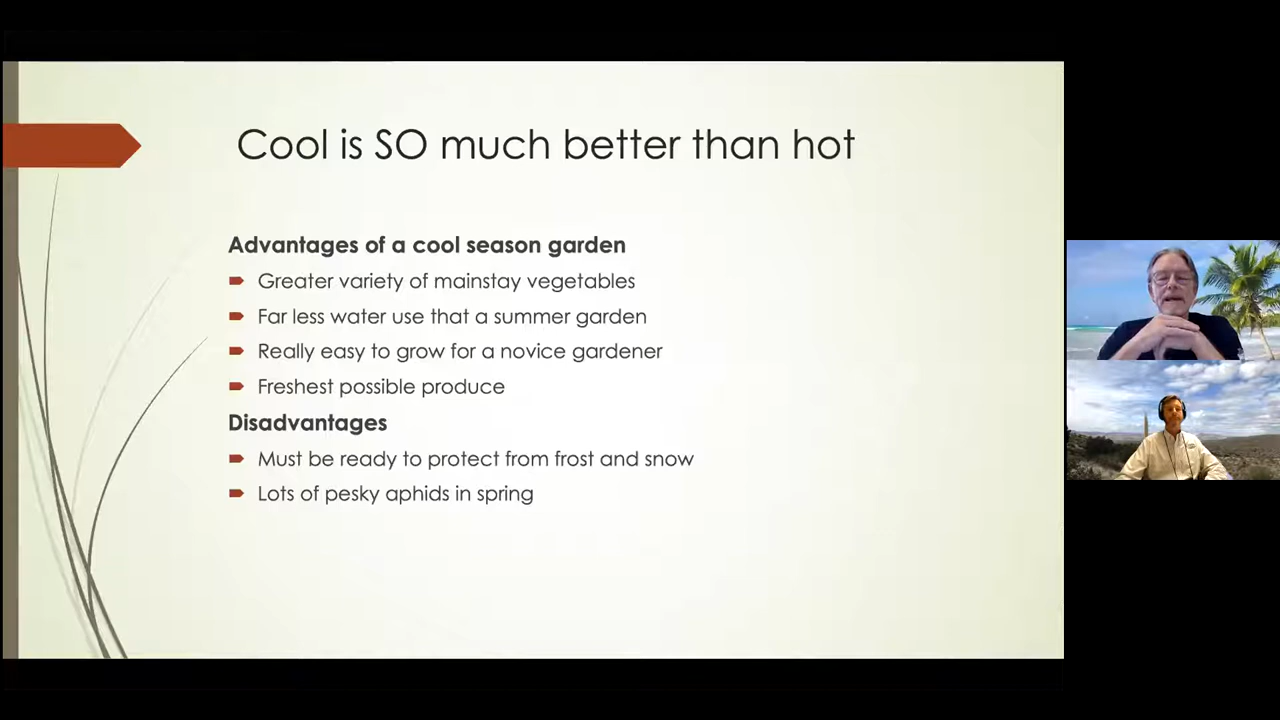 Cool is SO much better than hot
Advantages of a cool season garden
Greater variety of mainstay vegetables
Far less water use that a summer garden
Really easy to grow for a novice gardener
Freshest possible produce
Disadvantages
Must be ready to protect from frost and snow
Lots of pesky aphids in spring